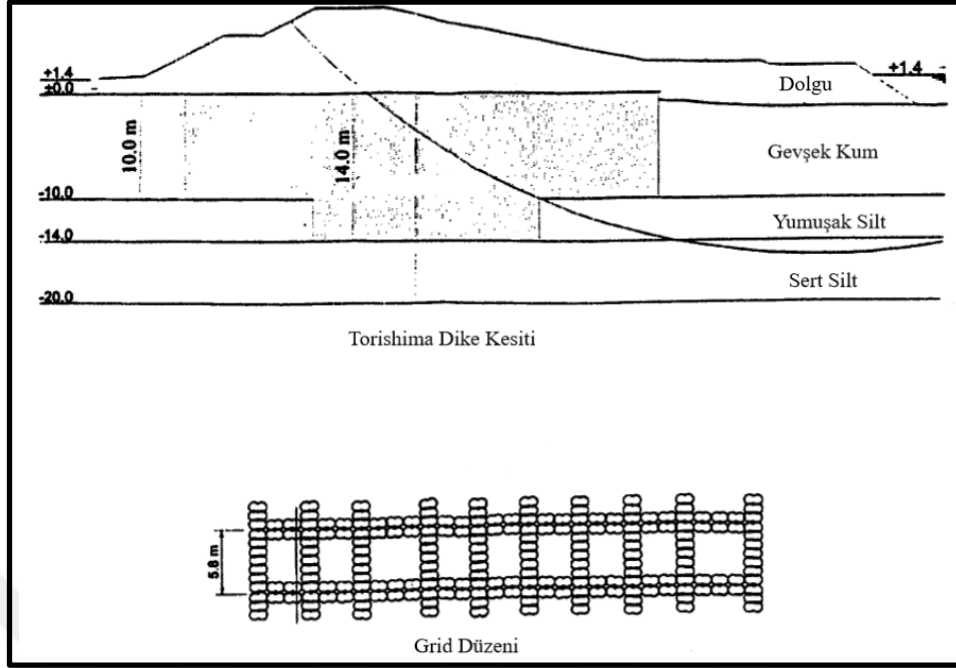 +1.4
±0.0
+1.4
Dolgu
10.0 m
14.0 m
Gevşek Kum
-10.0
Yumuşak Silt
-14.0
Sert Silt
-20.0
Torishima Dike Kesiti
5.8 m
Grid Düzeni